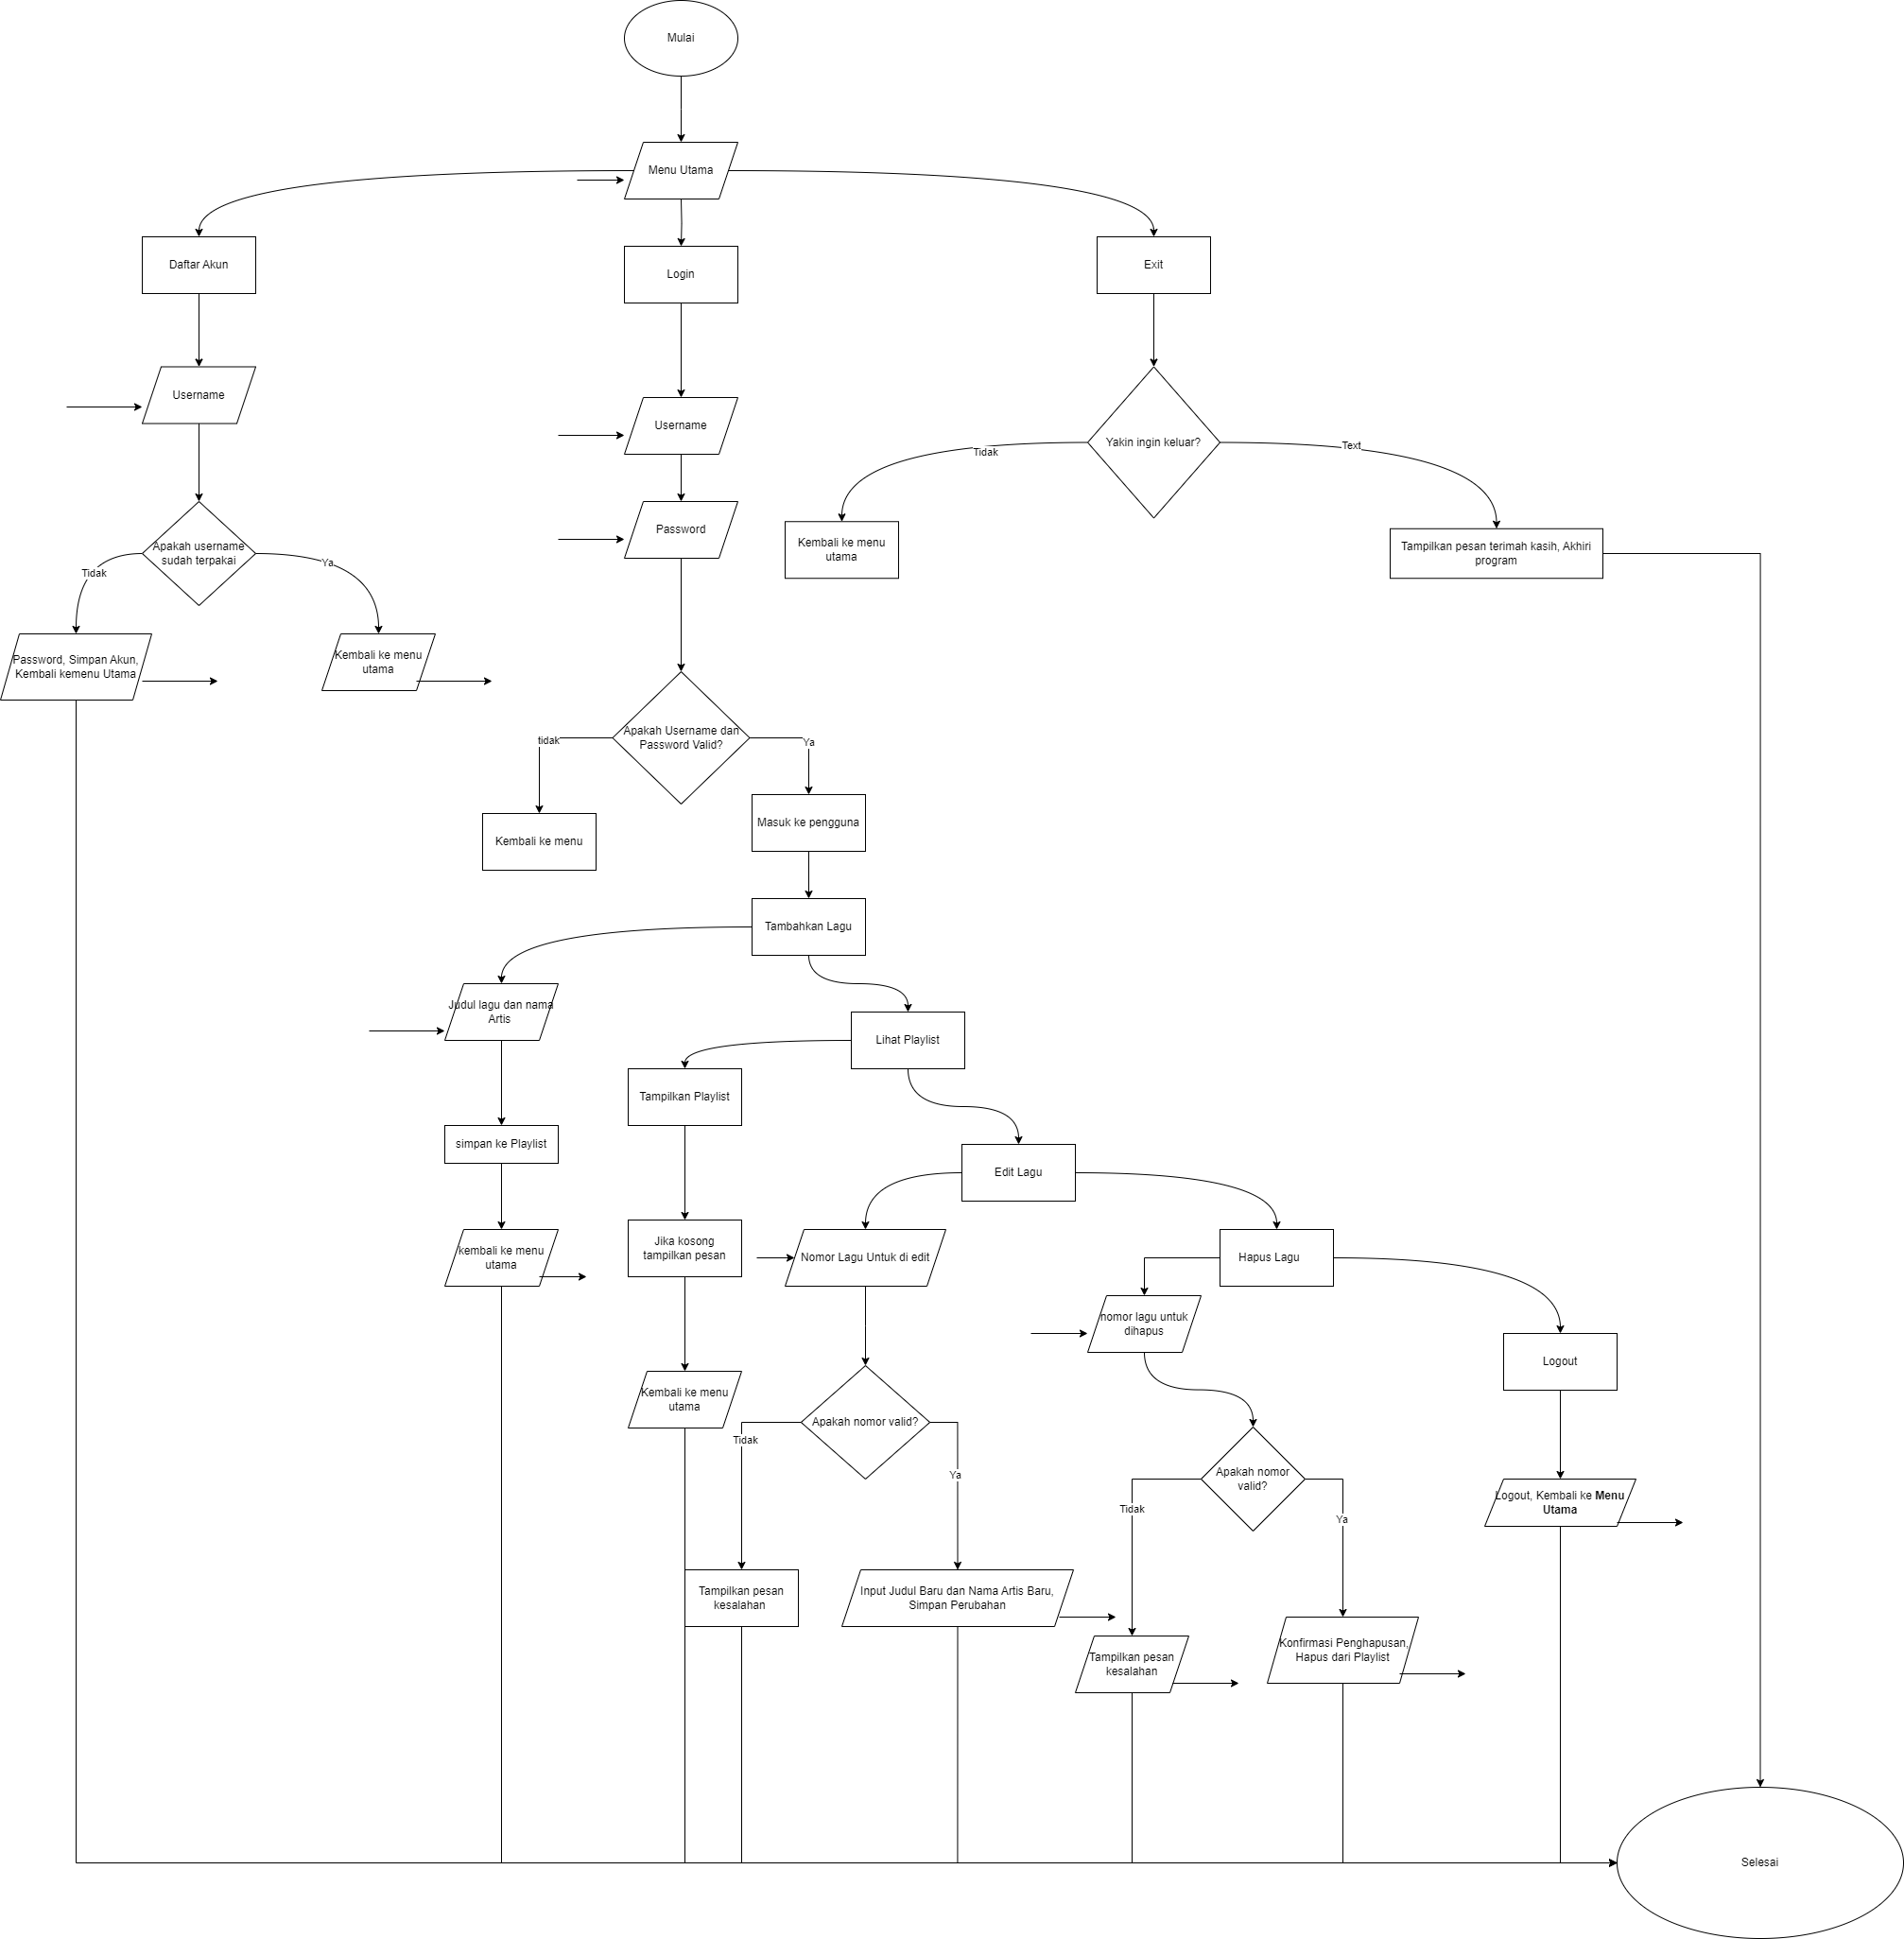 Mulai
Menu Utama
Daftar Akun
Login
Exit
Username
Username
Yakin ingin keluar?
Tidak
Text
Password
Kembali ke menu
utama
Tampilkan pesan terimah kasih, Akhiri
program
Apakah username
sudah terpakai
Tidak
Ya
Password, Simpan Akun,
Kembali kemenu Utama
Kembali ke menu
utama
Apakah Username dan
Password Valid?
tidak
Ya
Kembali ke menu
Masuk ke pengguna
Tambahkan Lagu
Judul lagu dan nama
Artis
Lihat Playlist
Tampilkan Playlist
simpan ke Playlist
Edit Lagu
kembali ke menu
utama
Jika kosong
tampilkan pesan
Nomor Lagu Untuk di edit
Hapus Lagu
nomor lagu untuk
dihapus
Logout
Kembali ke menu
utama
Apakah nomor valid?
Tidak
Ya
Apakah nomor
valid?
Tidak
Ya
Logout, Kembali ke Menu
Utama
Tampilkan pesan
kesalahan
Input Judul Baru dan Nama Artis Baru,
Simpan Perubahan
Tampilkan pesan
kesalahan
Konfirmasi Penghapusan,
Hapus dari Playlist
Selesai